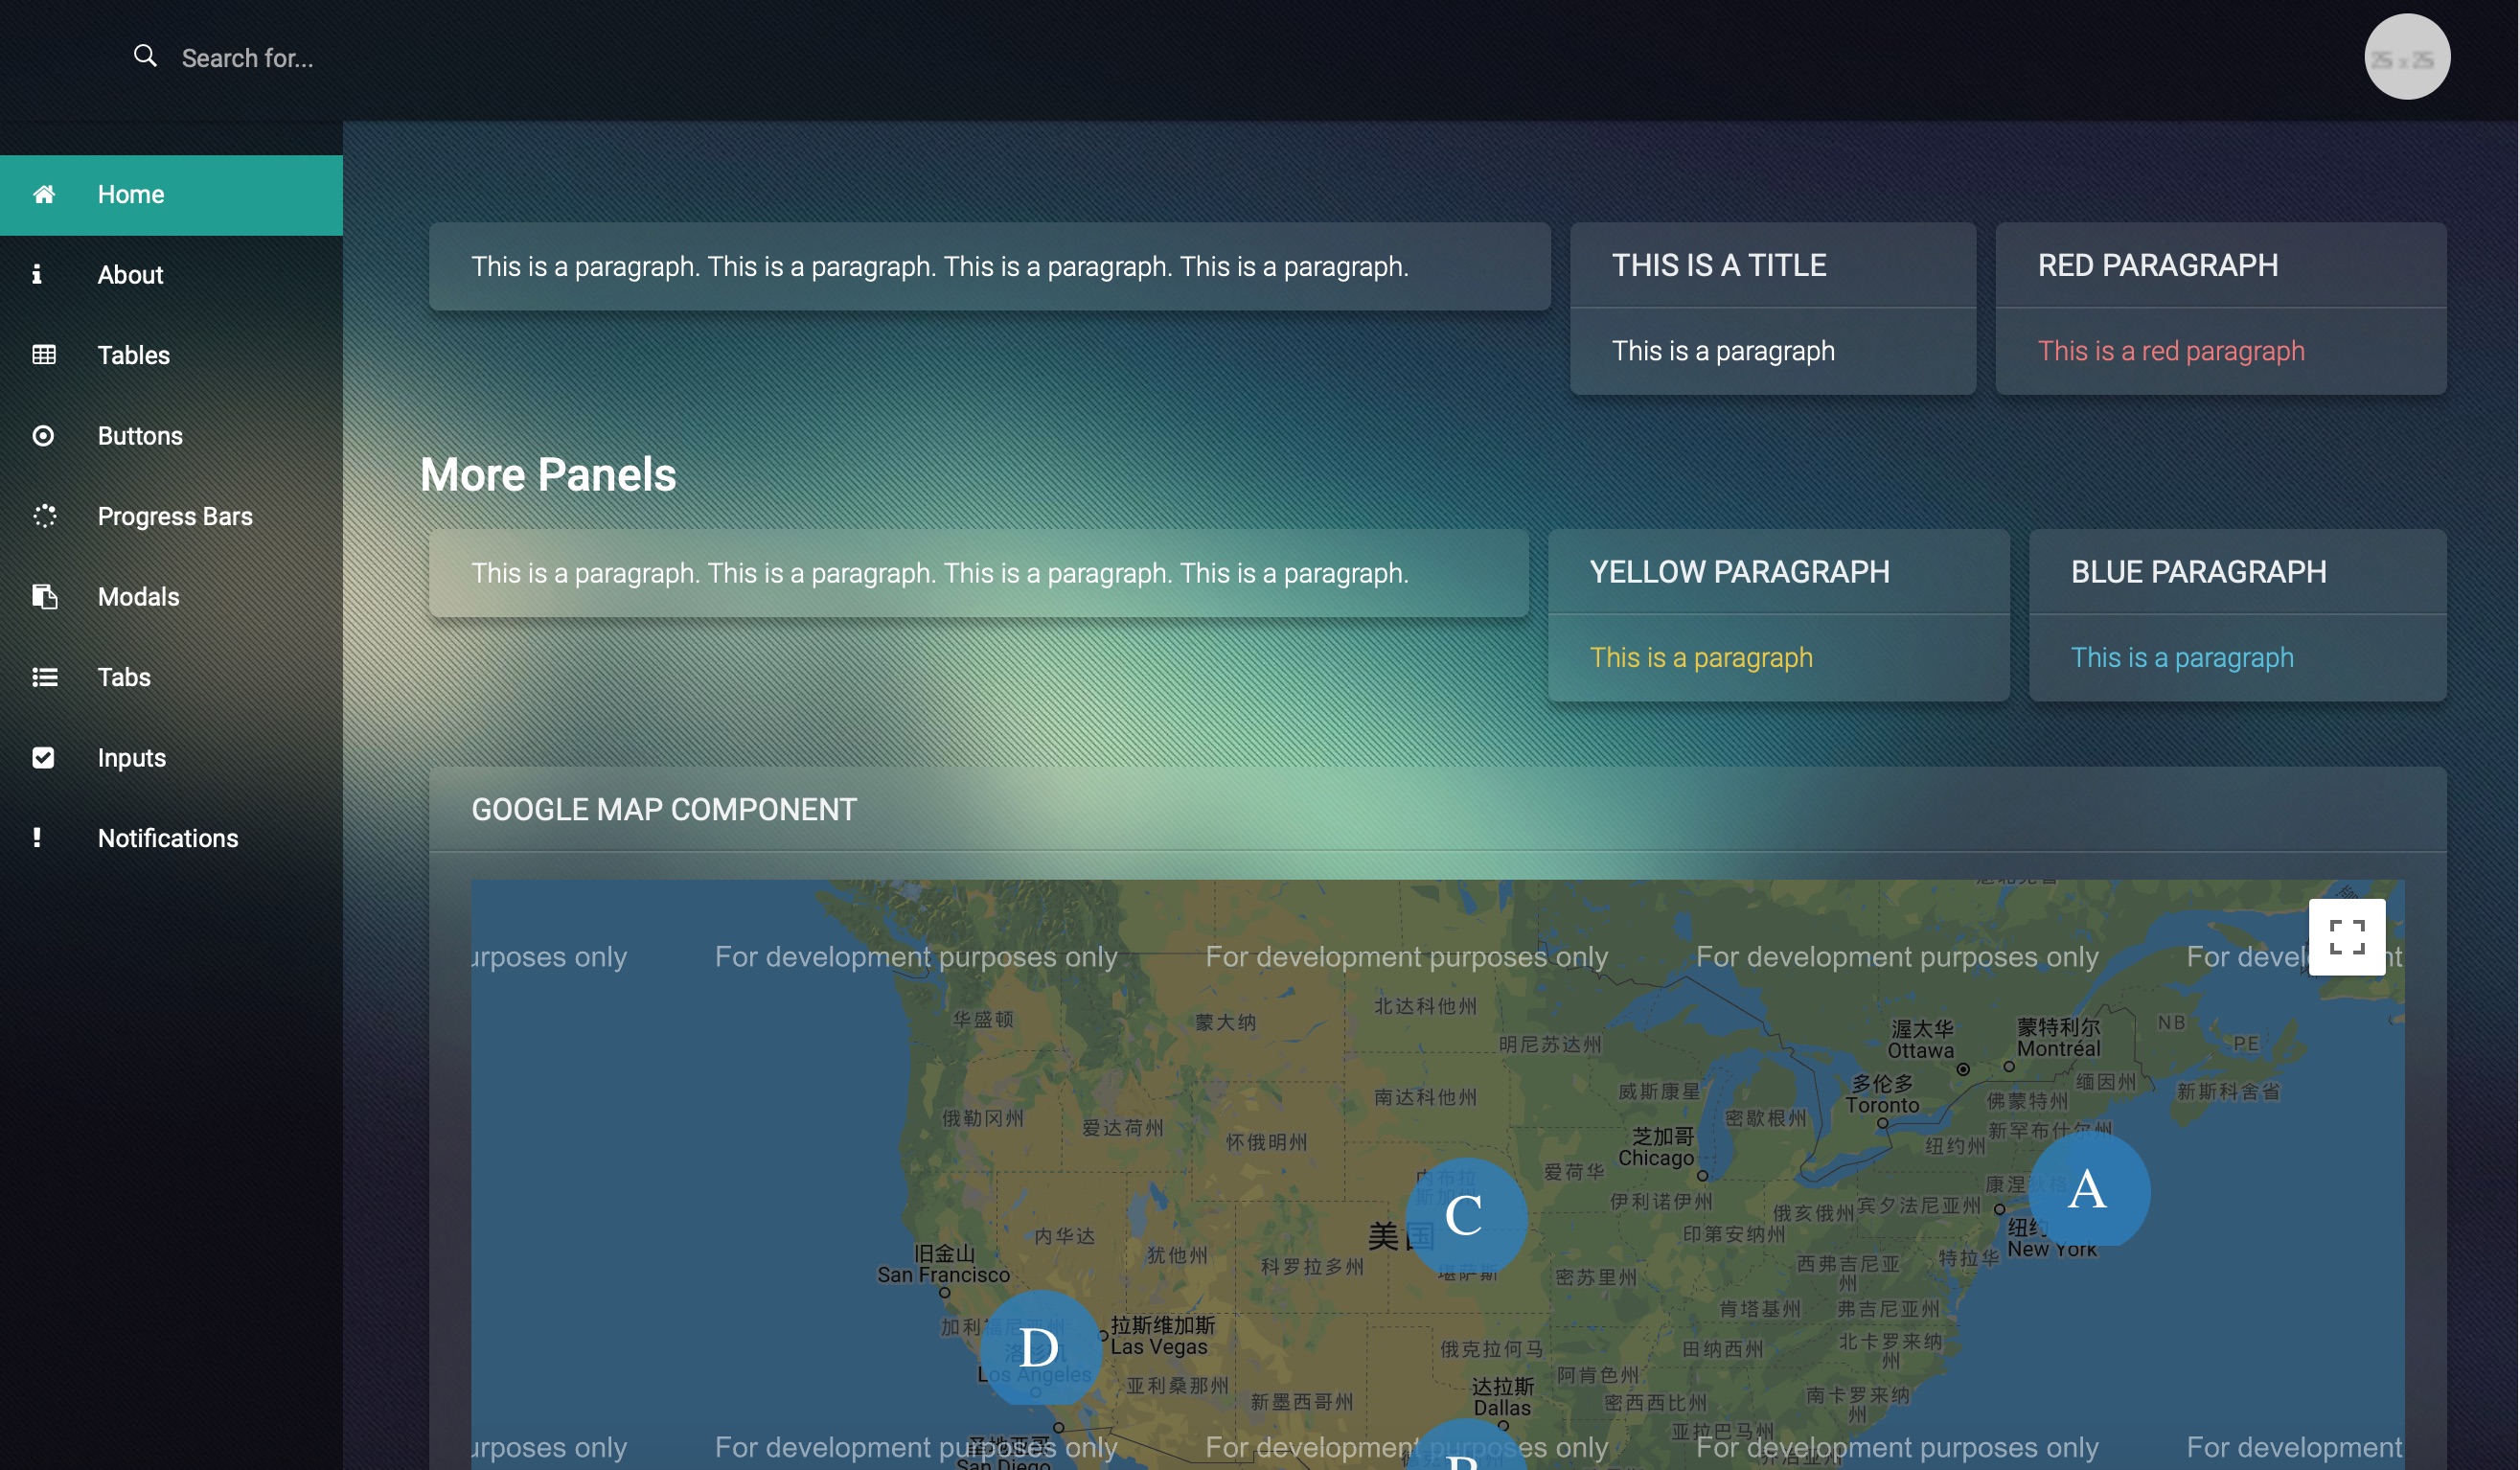 Search for...
25 x 25
Home
About
Tables
Buttons
Progress Bars
Modals
Tabs
Inputs
Notifications
This is a paragraph. This is a paragraph. This is a paragraph. This is a paragraph.
THIS IS A TITLE
This is a paragraph
RED PARAGRAPH
This is a red paragraph
More Panels
This is a paragraph. This is a paragraph. This is a paragraph. This is a paragraph.
YELLOW PARAGRAPH
This is a paragraph
BLUE PARAGRAPH
This is a paragraph
GOOGLE MAP COMPONENT
urposes only
For development purposes only
For development purposes only
For development purposes only
华盛顿
蒙大纳
北达科他州
明尼苏达州
渥太华
Ottawa
蒙特利尔
Montréal
NB
PE
南达科他州
威斯康星
多伦多
Toronto
缅因州
新斯科舍省
佛蒙特州
俄勒冈州
爱达荷州
怀俄明州
密歇根州
新罕布什尔州
芝加哥
Chicago
纽约州
爱荷华
A
C
伊利诺伊州
俄亥俄州
宾夕法尼亚州
New York
美国
内华达
印第安纳州
旧金山
San Francisco
犹他州
科罗拉多州
堪萨斯
密苏里州
西弗吉尼亚州
特拉华
肯塔基州
弗吉尼亚州
D
拉斯维加斯
Las Vegas
Los Angeles
俄克拉何马
田纳西州
北卡罗来纳州
亚利桑那州
新墨西哥州
达拉斯
Dallas
阿肯色州
密西西比州
南卡罗来纳州
亚拉巴马州
urposes only
For development purposes only
For development purposes only
For development purposes only
For development
圣地亚哥
San Diego
B